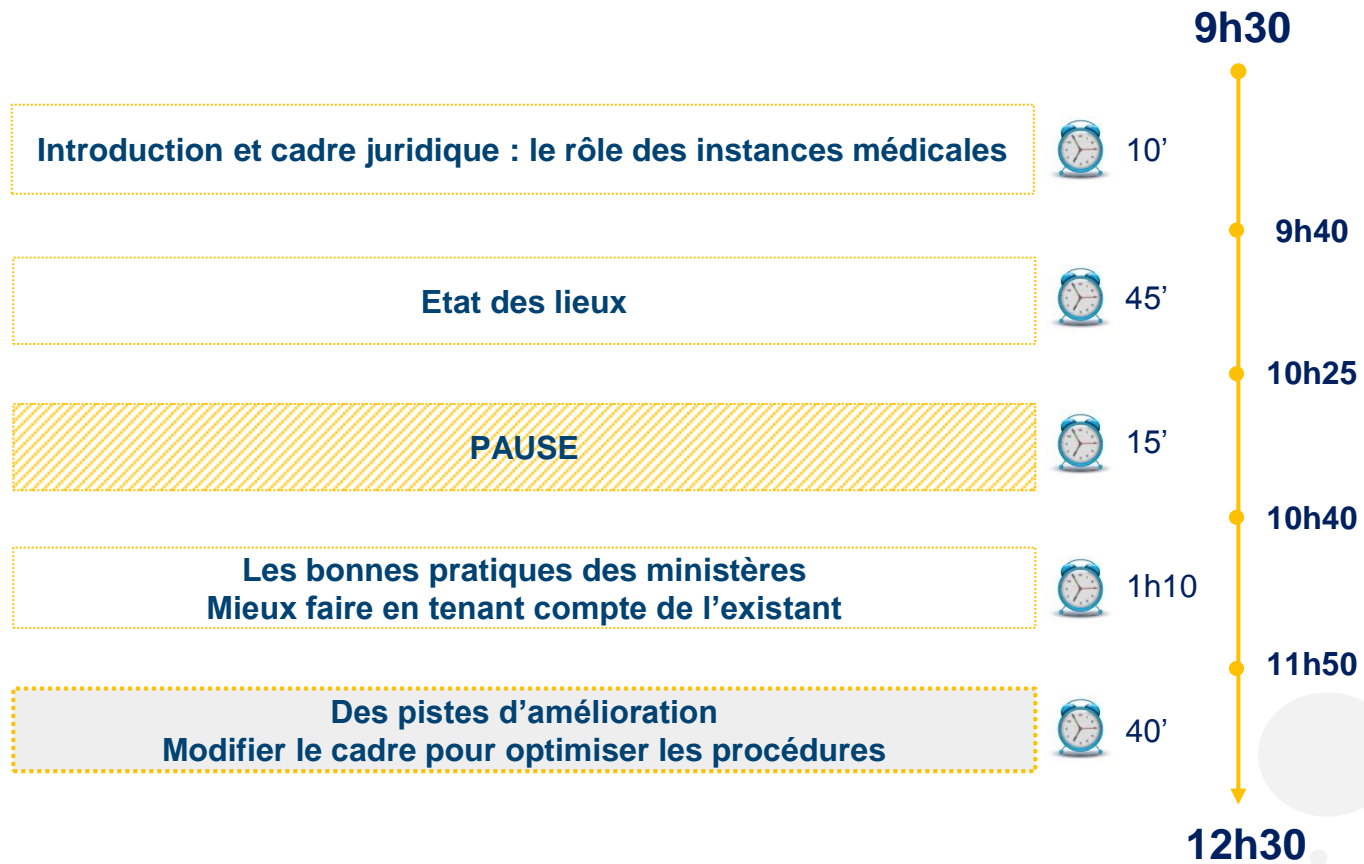 9h30
Introduction et cadre juridique : le rôle des instances médicales
10’
9h40
Etat des lieux
45’
10h25
PAUSE
15’
10h40
Les bonnes pratiques des ministères
Mieux faire en tenant compte de l’existant
1h10
11h50
Des pistes d’amélioration
Modifier le cadre pour optimiser les procédures
40’
12h30